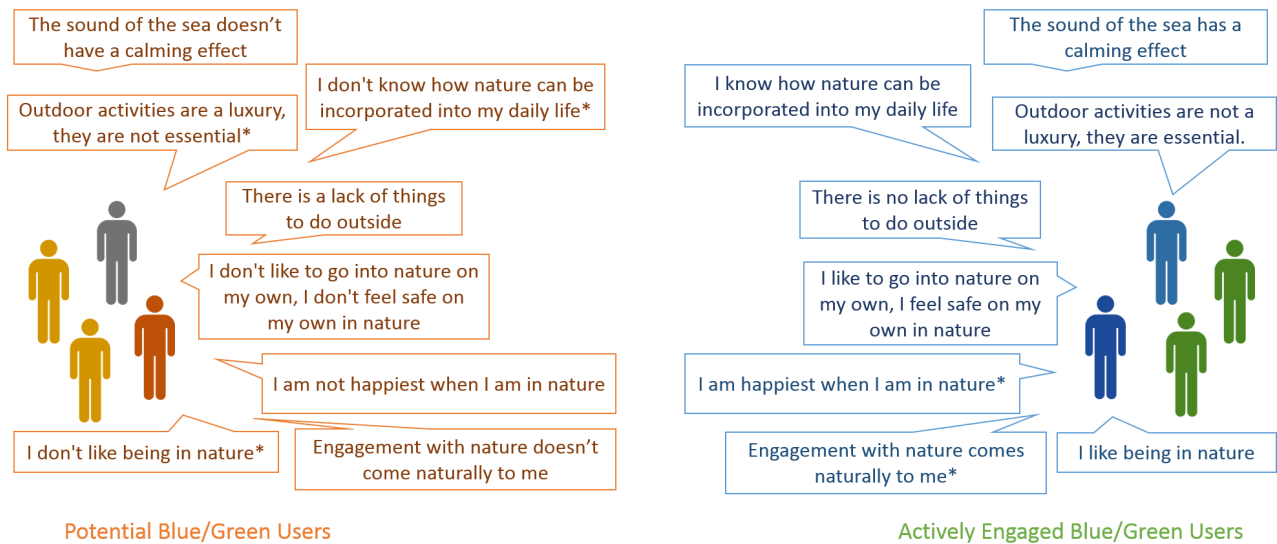 The sound of the sea doesn’t
have a calming effect
I don't know how nature can be
incorporated into my daily life*
Outdoor activities are a luxury,
they are not essential*
There is a lack of things
to do outside
I don't like to go into nature on
my own, I don't feel safe on
my own in nature
I am not happiest when I am in nature
I don't like being in nature*
Engagement with nature doesn’t
come naturally to me
Potential Blue/Green Users
The sound of the sea has a
calming effect
I know how nature can be
incorporated into my daily life
Outdoor activities are not a
luxury, they are essential.
There is no lack of things
to do outside
I like to go into nature on
my own, I feel safe on my
own in nature
I am happiest when I am in nature*
Engagement with nature comes
naturally to me*
I like being in nature
Actively Engaged Blue/Green Users